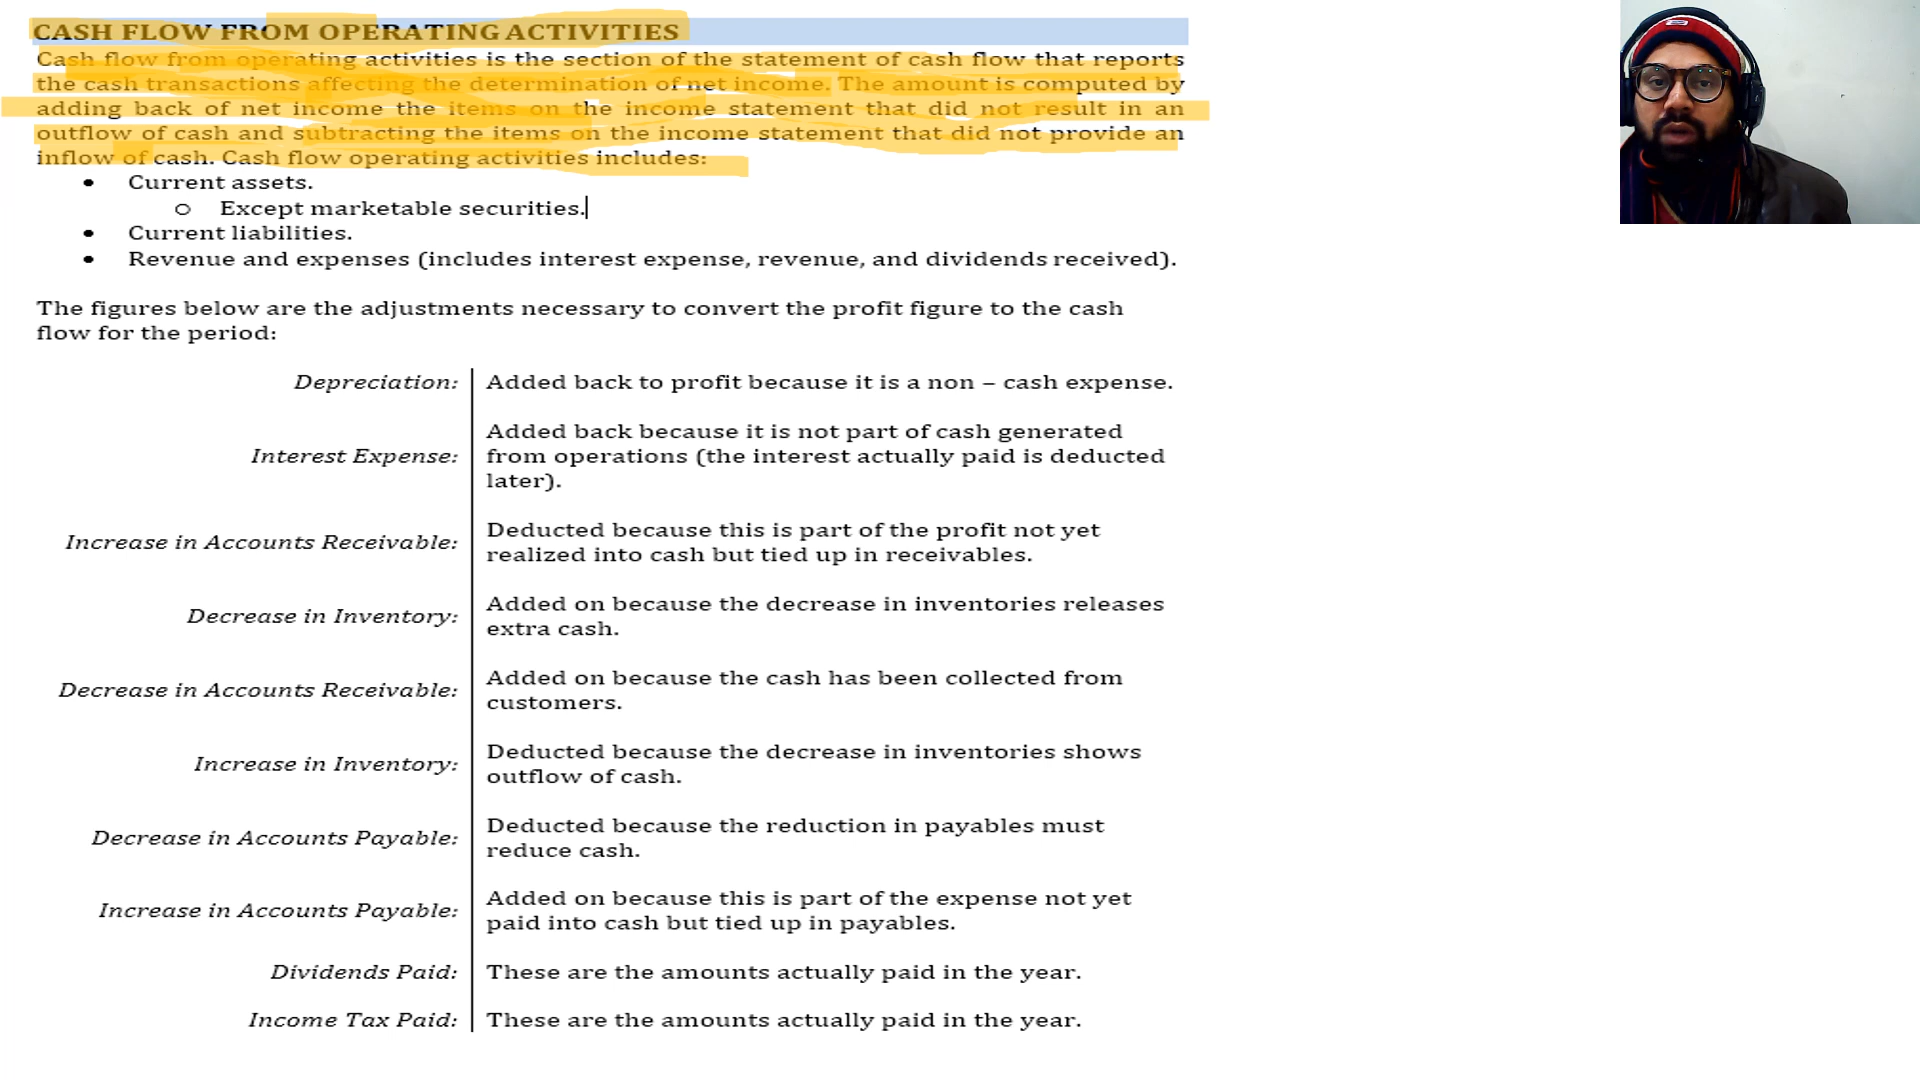 CASH FLOW FROM OPERATING ACTIVITIES
Cash flow from operating activities is the section of the statement of cash flow that reports
the cash transactions affecting the determination of net income. The amount is computed by
adding back of net income the items on the income statement that did not result in an
outflow of cash and subtracting the items on the income statement that did not provide an
inflow of cash. Cash flow operating activities includes:
• Current assets.
o Except marketable securities.
• Current liabilities.
• Revenue and expenses (includes interest expense, revenue, and dividends received).
The figures below are the adjustments necessary to convert the profit figure to the cash
flow for the period:
Depreciation: Added back to profit because it is a non – cash expense.
Interest Expense: Added back because it is not part of cash generated
from operations (the interest actually paid is deducted
later).
Increase in Accounts Receivable: Deducted because this is part of the profit not yet
realized into cash but tied up in receivables.
Decrease in Inventory: Added on because the decrease in inventories releases
extra cash.
Decrease in Accounts Receivable: Added on because the cash has been collected from
customers.
Increase in Inventory: Deducted because the decrease in inventories shows
outflow of cash.
Decrease in Accounts Payable: Deducted because the reduction in payables must
reduce cash.
Increase in Accounts Payable: Added on because this is part of the expense not yet
paid into cash but tied up in payables.
Dividends Paid: These are the amounts actually paid in the year.
Income Tax Paid: These are the amounts actually paid in the year.